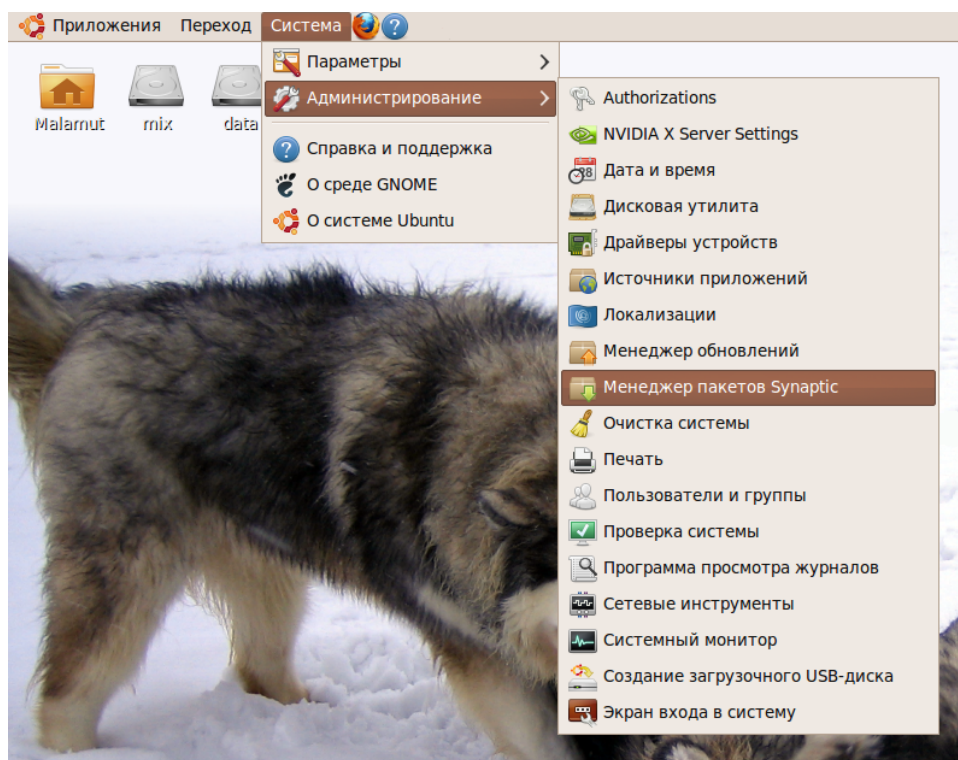 Приложения Переход Система
Malamut
mix
data
Параметры
Администрирование
Справка и поддержка
О среде GNOME
О системе Ubuntu
Authorizations
NVIDIA X Server Settings
Дата и время
Дисковая утилита
Драйверы устройств
Источники приложений
Локализации
Менеджер обновлений
Менеджер пакетов Synaptic
Очистка системы
Печать
Пользователи и группы
Проверка системы
Программа просмотра журналов
Сетевые инструменты
Системный монитор
Создание загрузочного USB-диска
Экран входа в систему